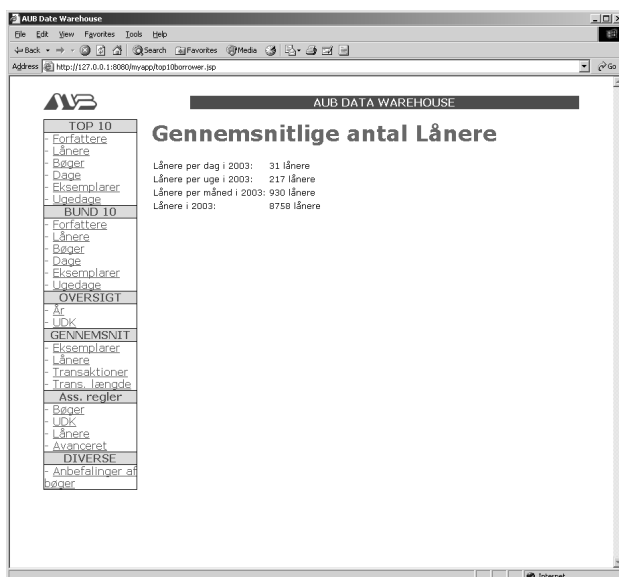 AUB Date Warehouse
File Edit View Favorites Tools Help
Back Search Favorites Media
Address http://127.0.0.1:8080/myapp/top10borrower.jsp Go
AUB
AUB DATA WAREHOUSE
TOP 10
- Forfattere
- Lånere
- Bøger
- Dage
- Eksemplarer
- Ugedage
BUND 10
- Forfattere
- Lånere
- Bøger
- Dage
- Eksemplarer
- Ugedage
OVERSIGT
- År
- UDK
GENNEMSNIT
- Eksemplarer
- Lånere
- Transaktioner
- Trans. længde
Ass. regler
- Bøger
- UDK
- Lånere
- Avanceret
DIVERSE
- Anbefalinger af
bøger
Gennemsnitlige antal Lånere
Lånere per dag i 2003: 31 lånere
Lånere per uge i 2003: 217 lånere
Lånere per måned i 2003: 930 lånere
Lånere i 2003: 8758 lånere
Internet